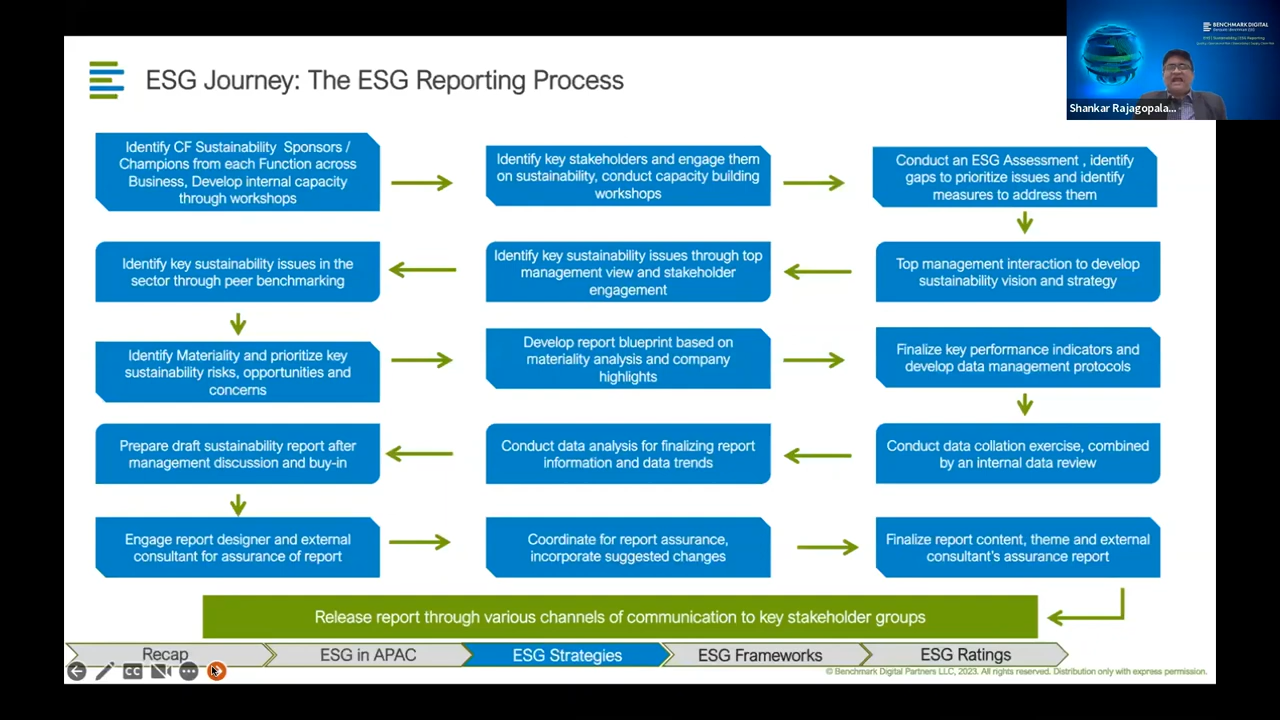 BENCHMARK DIGITAL
Shankar Rajagopala...
ESG Journey: The ESG Reporting Process
Identify CF Sustainability Sponsors /
Champions from each Function across
Business, Develop internal capacity
through workshops
Identify key stakeholders and engage them
on sustainability, conduct capacity building
workshops
Conduct an ESG Assessment , identify
gaps to prioritize issues and identify
measures to address them
Top management interaction to develop
sustainability vision and strategy
Identify key sustainability issues through top
management view and stakeholder
engagement
Identify key sustainability issues in the
sector through peer benchmarking
Identify Materiality and prioritize key
sustainability risks, opportunities and
concerns
Develop report blueprint based on
materiality analysis and company
highlights
Finalize key performance indicators and
develop data management protocols
Conduct data collation exercise, combined
by an internal data review
Conduct data analysis for finalizing report
information and data trends
Prepare draft sustainability report after
management discussion and buy-in
Engage report designer and external
consultant for assurance of report
Coordinate for report assurance,
incorporate suggested changes
Finalize report content, theme and external
consultant's assurance report
Release report through various channels of communication to key stakeholder groups
Recap
ESG in APAC
ESG Strategies
ESG Frameworks
ESG Ratings
CC
© Benchmark Digital Partners LLC, 2023. All rights reserved. Distribution only with express permission.